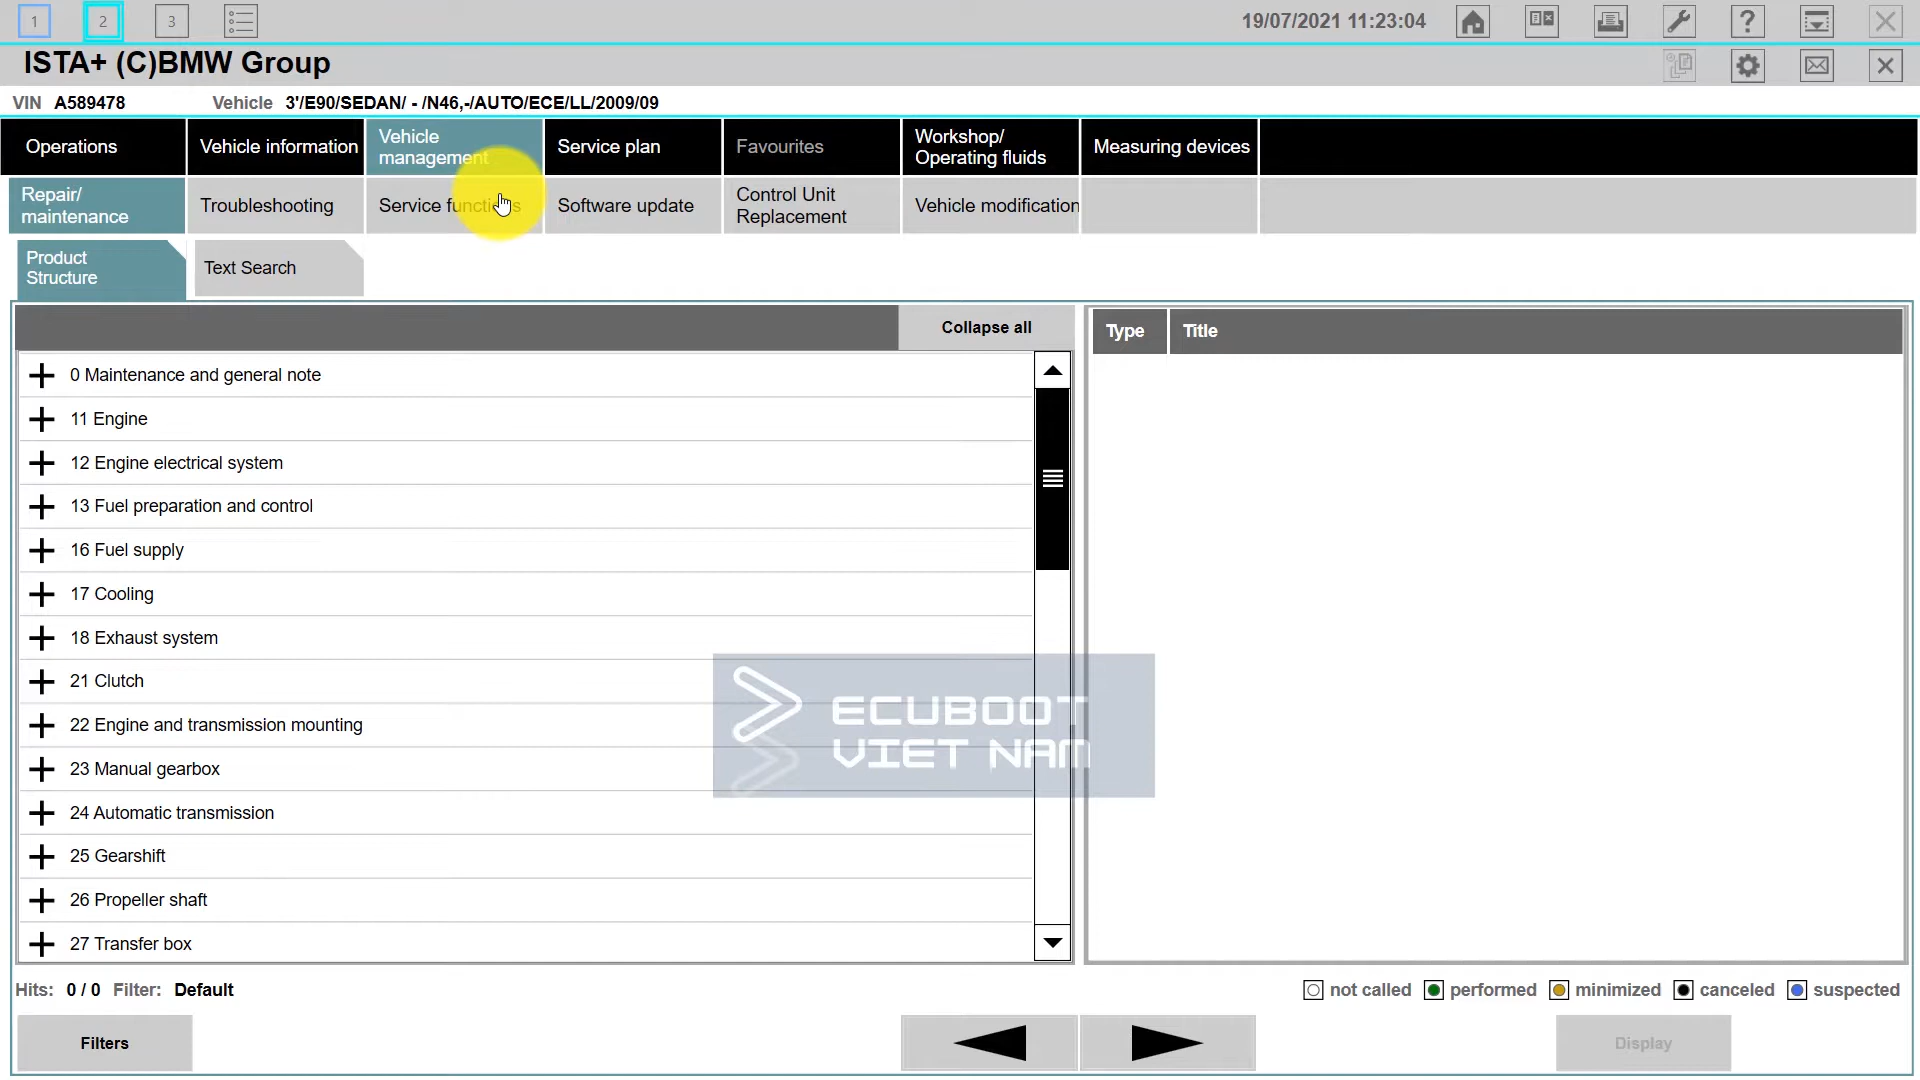 1
2
3
19/07/2021 11:23:04
?
ISTA+ (C)BMW Group
VIN A589478 Vehicle 3'/E90/SEDAN/ - /N46,-/AUTO/ECE/LL/2009/09
Operations
Vehicle information
Vehicle
management
Service plan
Favourites
Workshop/
Operating fluids
Measuring devices
Repair/
maintenance
Troubleshooting
Service functions
Software update
Control Unit
Replacement
Vehicle modification
Product
Structure
Text Search
Collapse all
Type Title
0 Maintenance and general note
11 Engine
12 Engine electrical system
13 Fuel preparation and control
16 Fuel supply
17 Cooling
18 Exhaust system
21 Clutch
22 Engine and transmission mounting
23 Manual gearbox
24 Automatic transmission
25 Gearshift
26 Propeller shaft
27 Transfer box
ECUBOOT
VIET NAM
Hits: 0 / 0 Filter: Default
not called performed minimized canceled suspected
Filters
Display